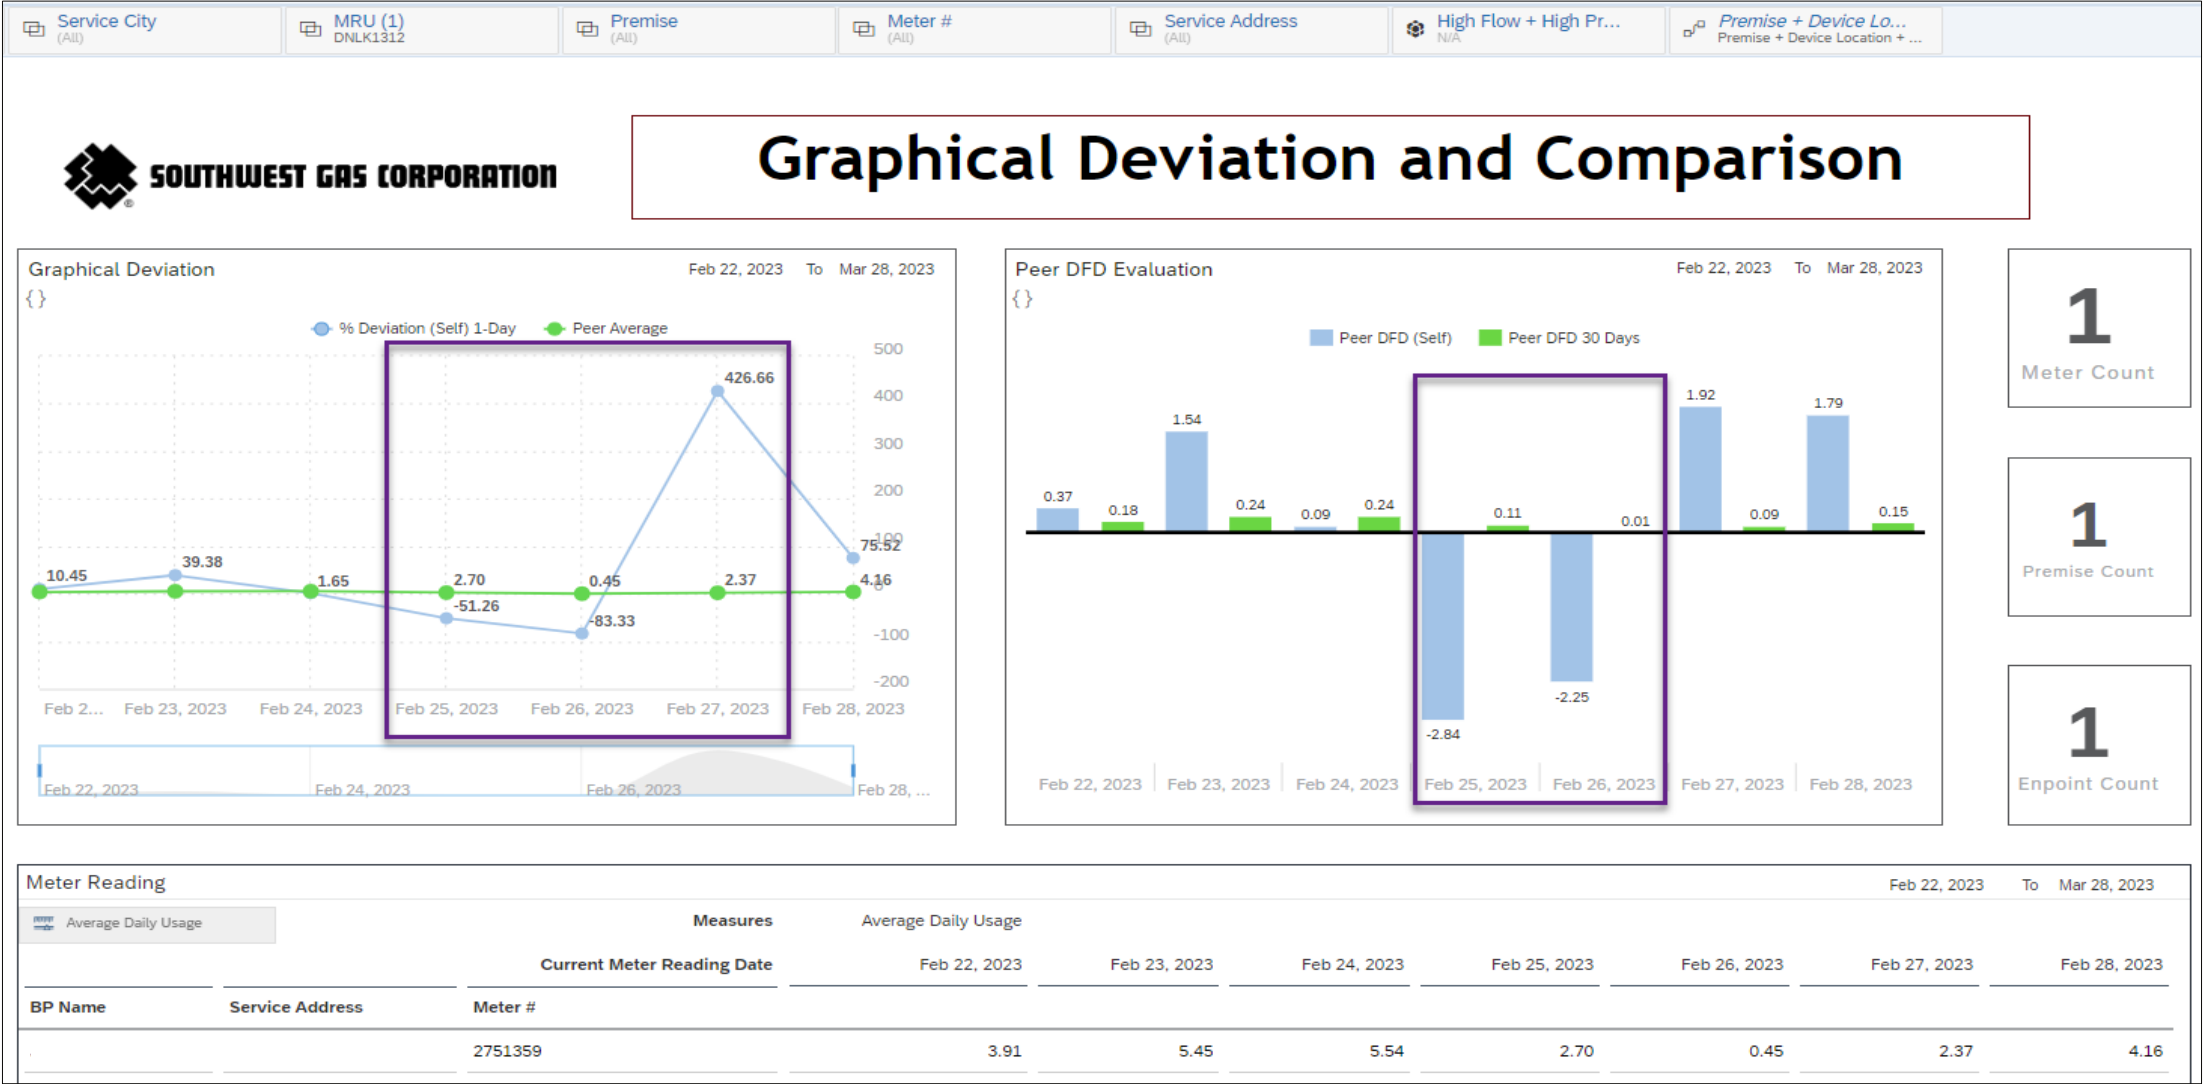 Service City
(All)
MRU (1)
DNLK1312
Premise
(All)
Meter #
(All)
Service Address
(All)
High Flow + High Pr...
N/A
Premise + Device Lo...
Premise + Device Location + ...
SOUTHWEST GAS CORPORATION
®
Graphical Deviation and Comparison
Graphical Deviation
Feb 22, 2023 To Mar 28, 2023
{}
% Deviation (Self) 1-Day Peer Average
500
426.66
400
300
200
100
75.52
39.38
10.45
1.65
2.70
0.45
2.37
4.16
0
-51.26
-83.33
-100
-200
Feb 2... Feb 23, 2023 Feb 24, 2023 Feb 25, 2023 Feb 26, 2023 Feb 27, 2023 Feb 28, 2023
Feb 22, 2023 Feb 24, 2023 Feb 26, 2023 Feb 28, ...
Peer DFD Evaluation
Feb 22, 2023 To Mar 28, 2023
{}
Peer DFD (Self) Peer DFD 30 Days
0.37 0.18 1.54 0.24 0.09 0.24 0.11 0.01 1.92 0.09 1.79 0.15
-2.84 -2.25
Feb 22, 2023 Feb 23, 2023 Feb 24, 2023 Feb 25, 2023 Feb 26, 2023 Feb 27, 2023 Feb 28, 2023
1
Meter Count
1
Premise Count
1
Enpoint Count
Meter Reading
Feb 22, 2023 To Mar 28, 2023
Average Daily Usage
Measures Average Daily Usage
Current Meter Reading Date Feb 22, 2023 Feb 23, 2023 Feb 24, 2023 Feb 25, 2023 Feb 26, 2023 Feb 27, 2023 Feb 28, 2023
BP Name Service Address Meter #
2751359 3.91 5.45 5.54 2.70 0.45 2.37 4.16